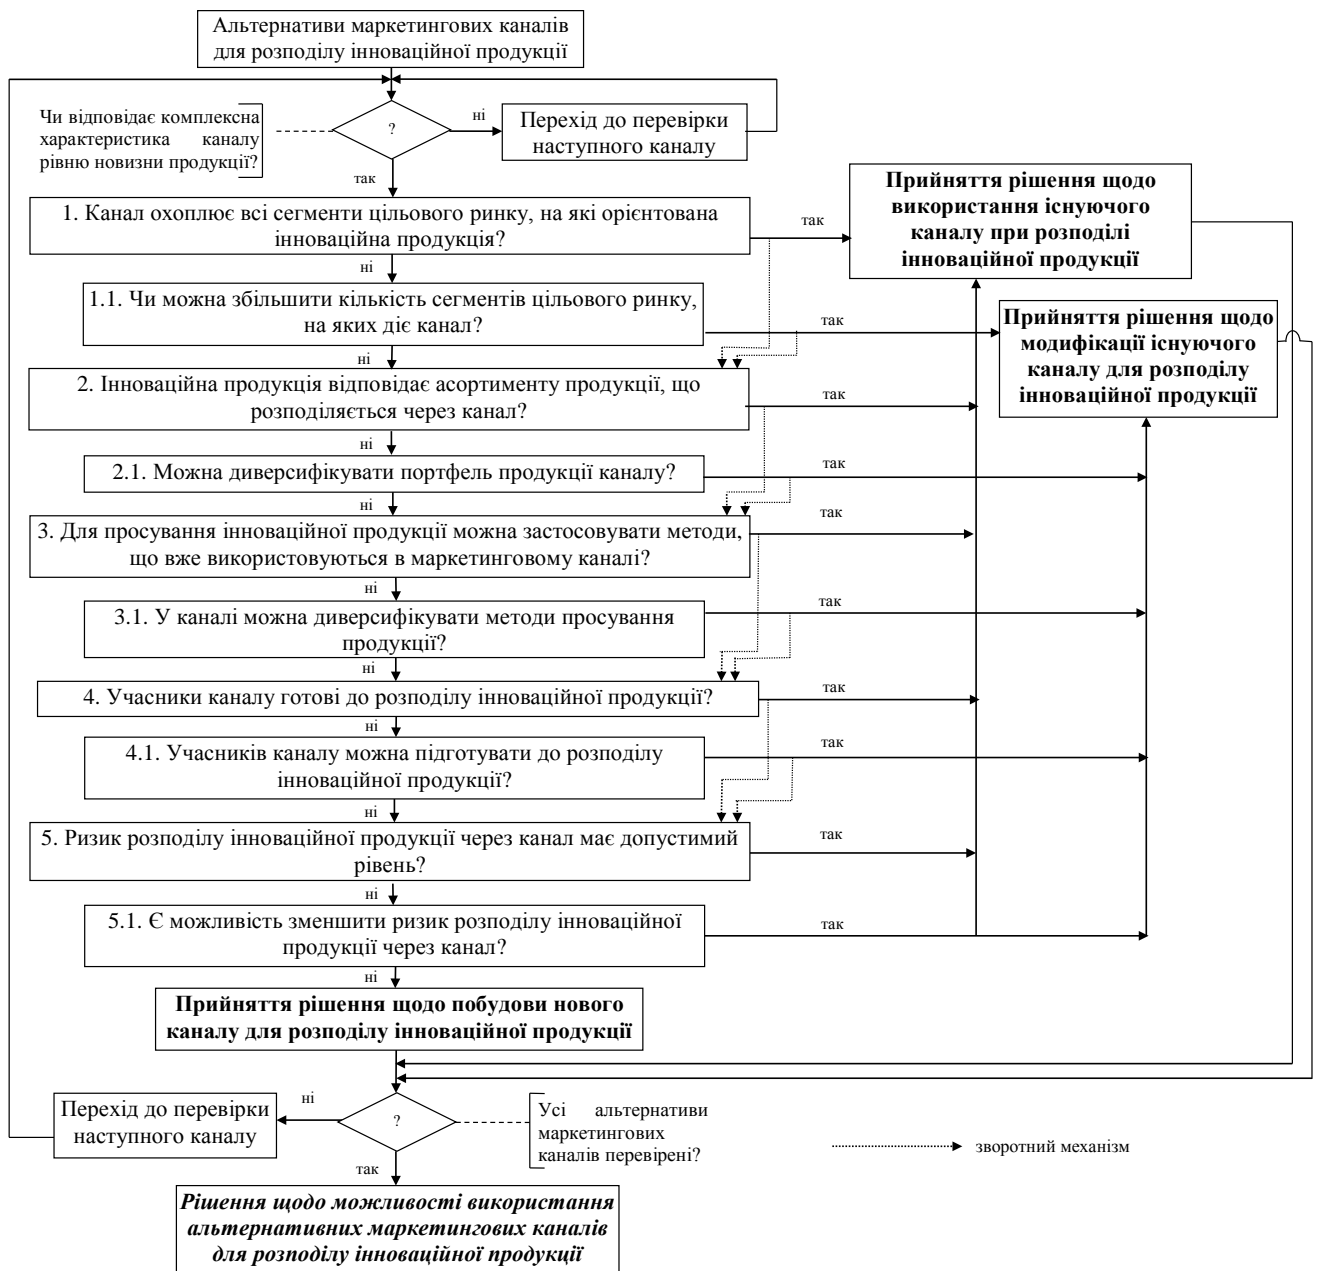 Альтернативи маркетингових каналів
для розподілу інноваційної продукції
Чи відповідає комплексна
характеристика каналу
рівню новизни продукції?
?
ні
Перехід до перевірки
наступного каналу
так
1. Канал охоплює всі сегменти цільового ринку, на які орієнтована
інноваційна продукція?
так
Прийняття рішення щодо
використання існуючого
каналу при розподілі
інноваційної продукції
ні
1.1. Чи можна збільшити кількість сегментів цільового ринку,
на яких діє канал?
так
Прийняття рішення щодо
модифікації існуючого
каналу для розподілу
інноваційної продукції
ні
2. Інноваційна продукція відповідає асортименту продукції, що
розподіляється через канал?
так
ні
2.1. Можна диверсифікувати портфель продукції каналу?
так
ні
3. Для просування інноваційної продукції можна застосовувати методи,
що вже використовуються в маркетинговому каналі?
так
ні
3.1. У каналі можна диверсифікувати методи просування
продукції?
так
ні
4. Учасники каналу готові до розподілу інноваційної продукції?
так
ні
4.1. Учасників каналу можна підготувати до розподілу
інноваційної продукції?
так
ні
5. Ризик розподілу інноваційної продукції через канал має допустимий
рівень?
так
ні
5.1. Є можливість зменшити ризик розподілу інноваційної
продукції через канал?
так
ні
Прийняття рішення щодо побудови нового
каналу для розподілу інноваційної продукції
Перехід до перевірки
наступного каналу
ні
?
Усі альтернативи
маркетингових
каналів перевірені?
зворотний механізм
так
Рішення щодо можливості використання
альтернативних маркетингових каналів
для розподілу інноваційної продукції